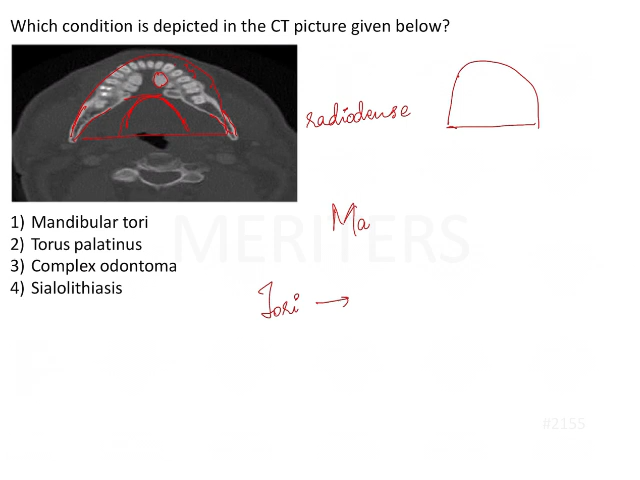 Which condition is depicted in the CT picture given below?
radiodense
1) Mandibular tori
2) Torus palatinus
3) Complex odontoma
4) Sialolithiasis
Ma
MERITERS
Tori →
#2155